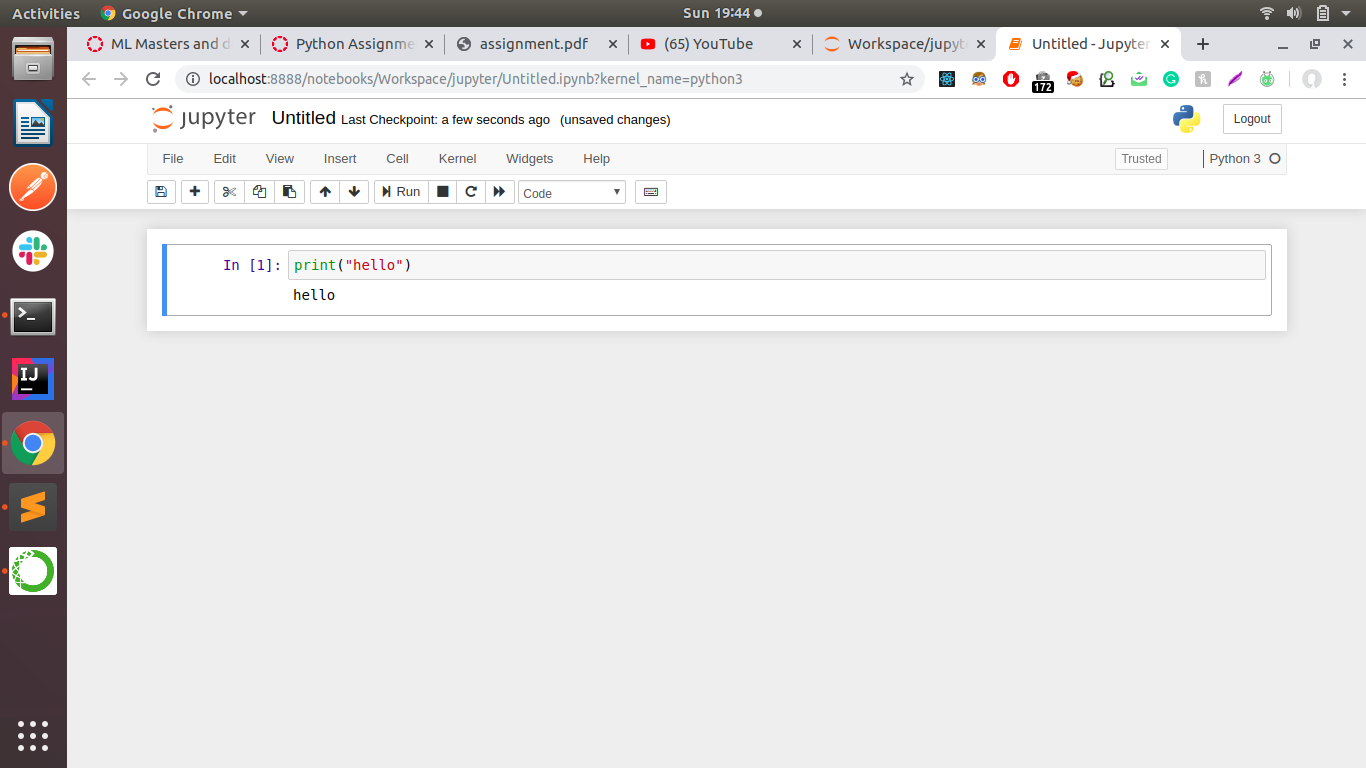 Activities Google Chrome Sun 19:44
ML Masters and d Python Assignme assignment.pdf (65) YouTube Workspace/jupyt Untitled - Jupyter
localhost:8888/notebooks/Workspace/jupyter/Untitled.ipynb?kernel_name=python3 172
jupyter Untitled Last Checkpoint: a few seconds ago (unsaved changes) Logout
File Edit View Insert Cell Kernel Widgets Help Trusted Python 3
Run Code
In [1]: print("hello")
hello
IJ